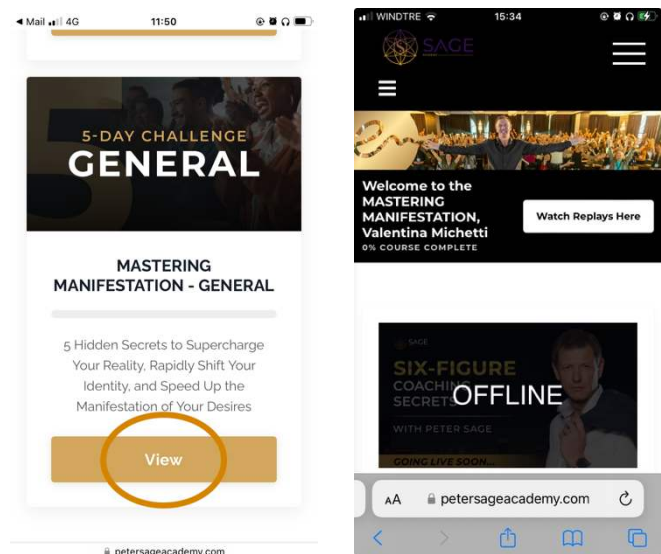 Mail 4G 11:50
5-DAY CHALLENGE
GENERAL
MASTERING
MANIFESTATION - GENERAL
5 Hidden Secrets to Supercharge
Your Reality, Rapidly Shift Your
Identity, and Speed Up the
Manifestation of Your Desires
View
petersageacademy.com
WINDTRE 15:34
SAGE
Welcome to the
MASTERING
MANIFESTATION,
Valentina Michetti
0% COURSE COMPLETE
Watch Replays Here
SAGE
SIX-FIGURE
COACHING
SECRETS
OFFLINE
WITH PETER SAGE
GOING LIVE SOON...
AA petersageacademy.com